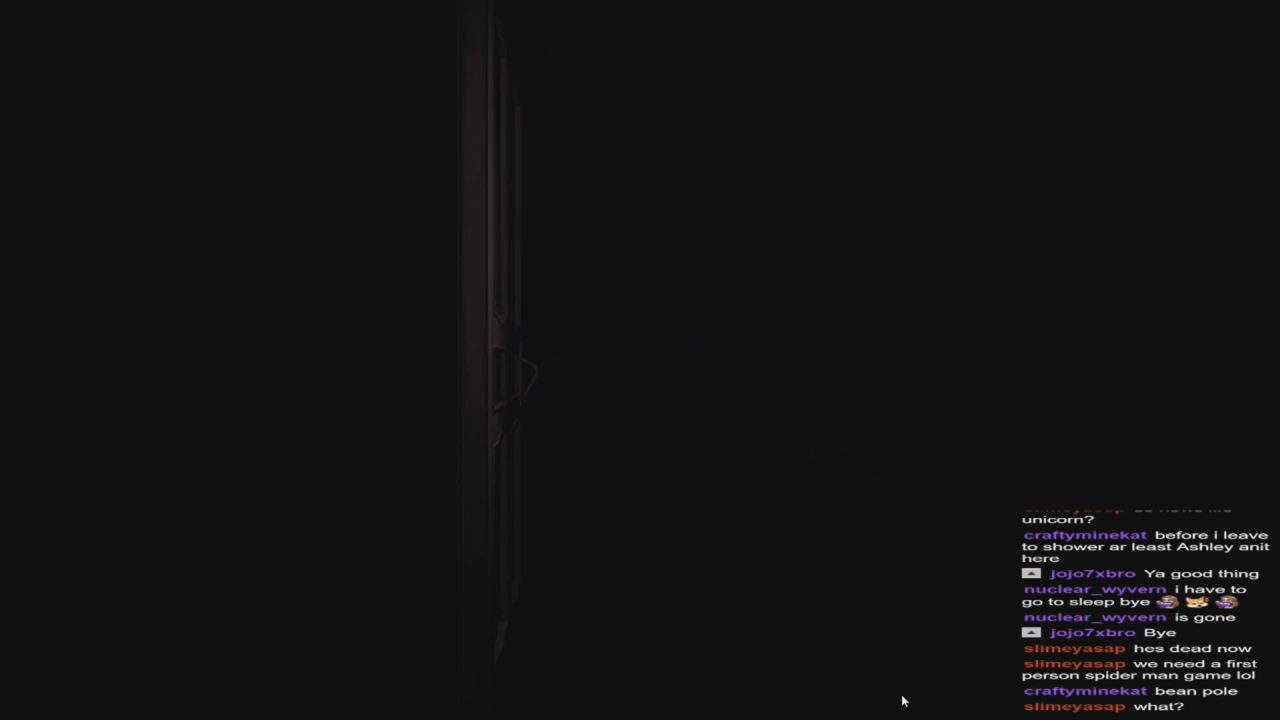 unicorn?
craftyminekat before i leave
to shower ar least Ashley anit
here
jojo7xbro Ya good thing
nuclear_wyvern i have to
go to sleep bye
nuclear_wyvern is gone
jojo7xbro Bye
slimeyasap hes dead now
slimeyasap we need a first
person spider man game lol
craftyminekat bean pole
slimeyasap what?